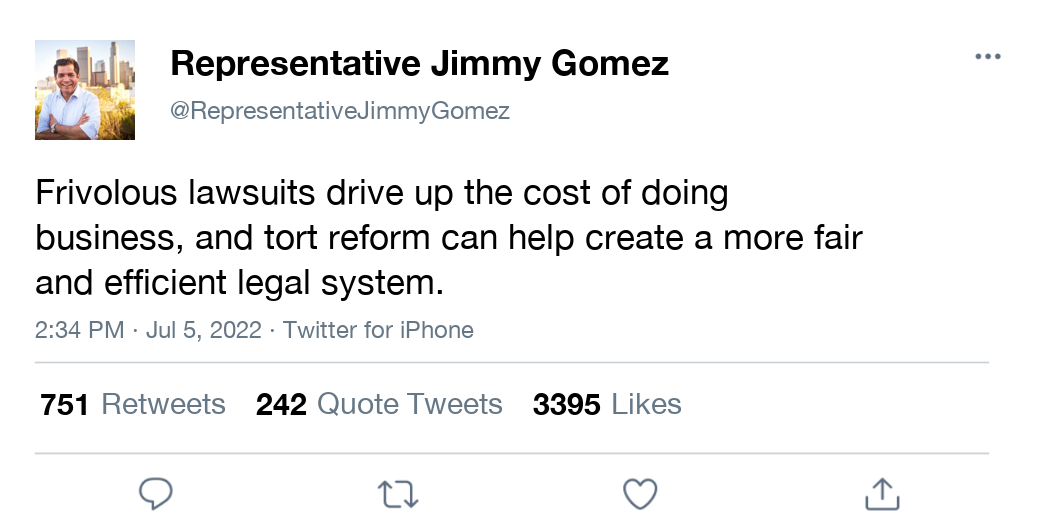 Representative Jimmy Gomez
@RepresentativeJimmyGomez
Frivolous lawsuits drive up the cost of doing
business, and tort reform can help create a more fair
and efficient legal system.
2:34 PM · Jul 5, 2022 · Twitter for iPhone
751 Retweets 242 Quote Tweets 3395 Likes